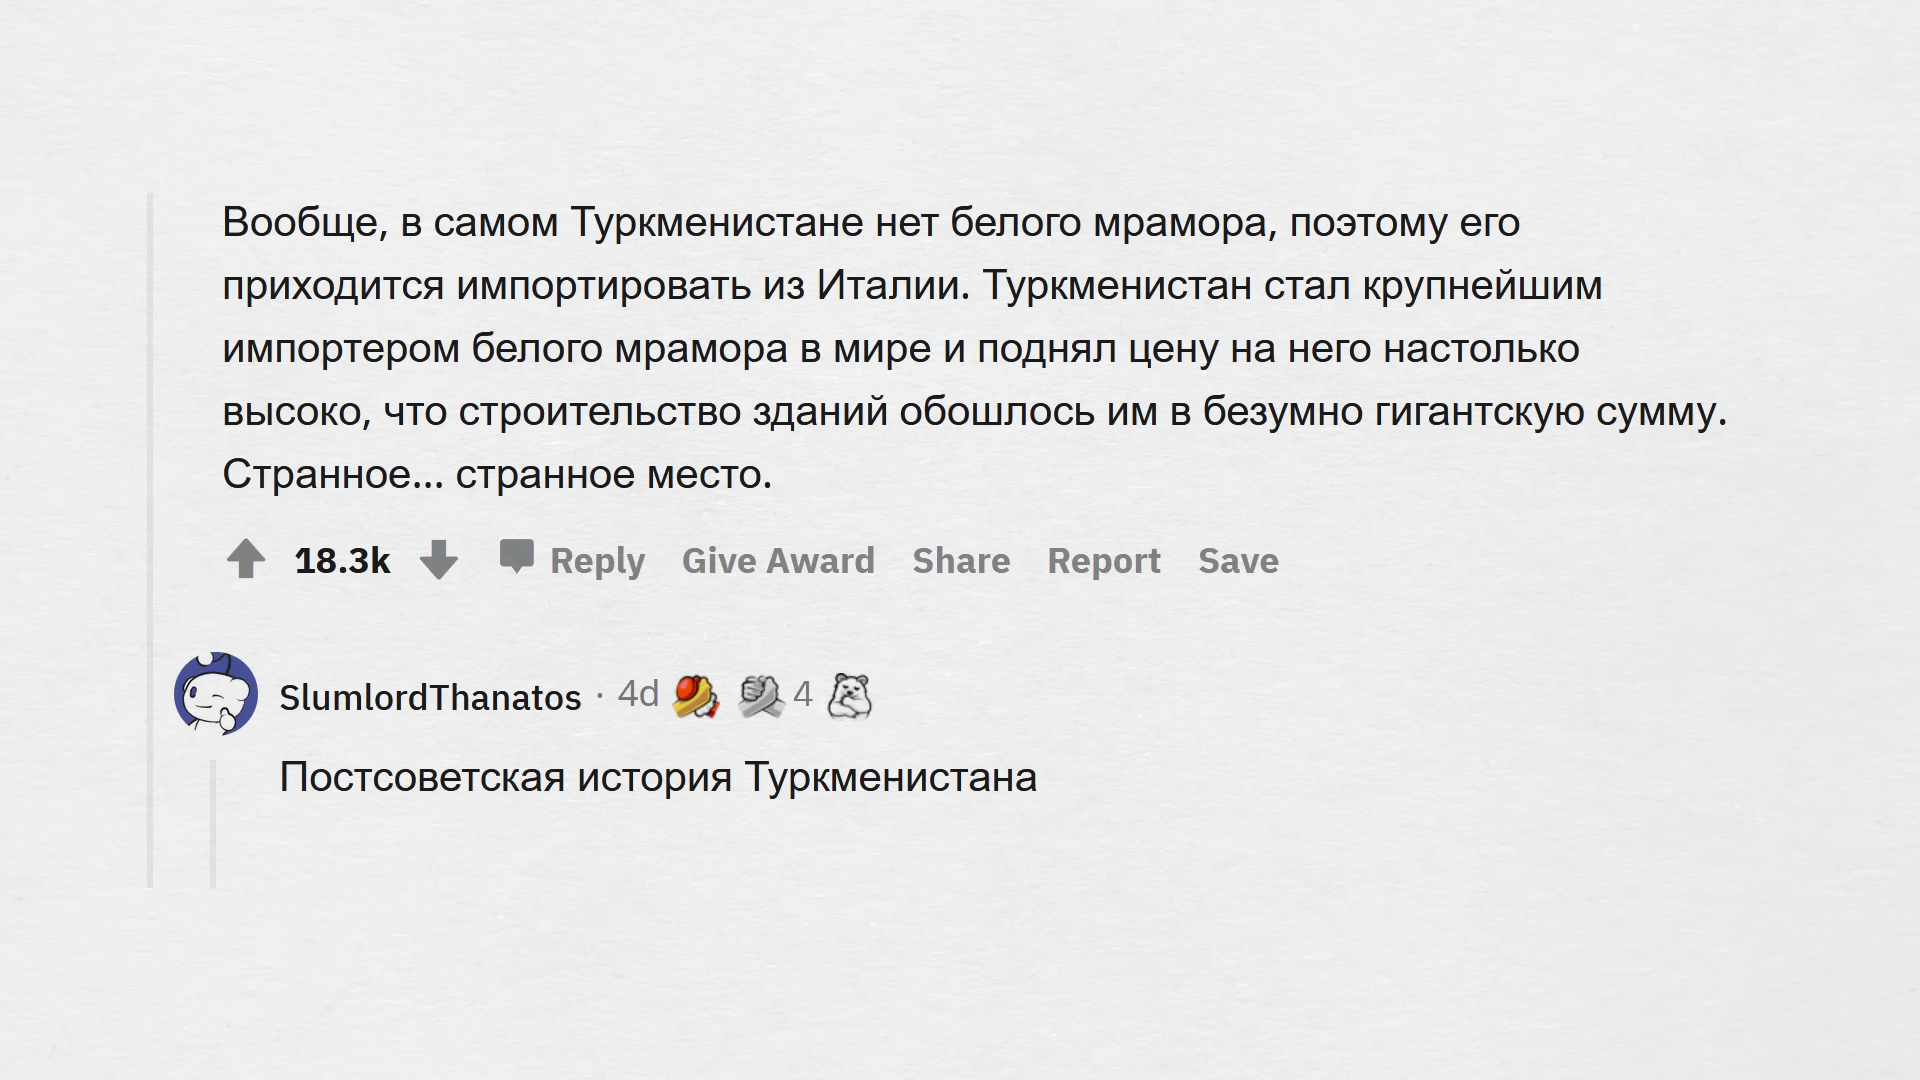 Вообще, в самом Туркменистане нет белого мрамора, поэтому его
приходится импортировать из Италии. Туркменистан стал крупнейшим
импортером белого мрамора в мире и поднял цену на него настолько
высоко, что строительство зданий обошлось им в безумно гигантскую сумму.
Странное... странное место.
18.3k Reply Give Award Share Report Save
SlumlordThanatos · 4d 4
Постсоветская история Туркменистана